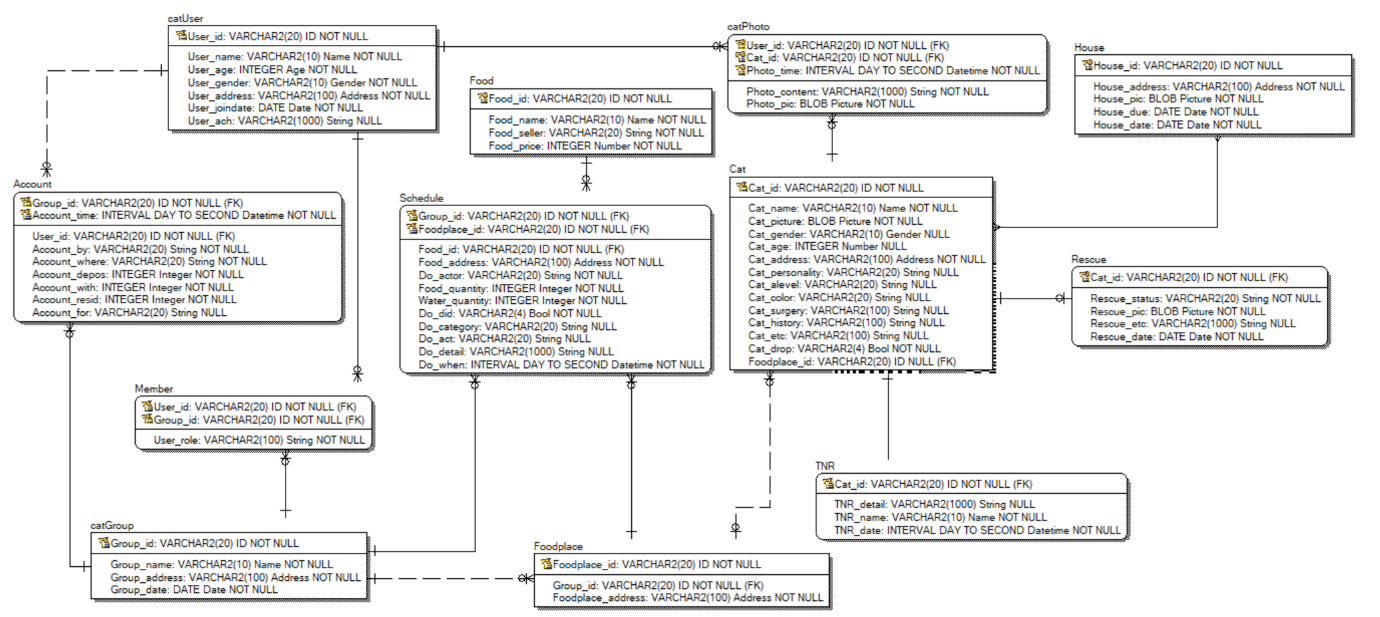 catUser
User_id: VARCHAR2(20) ID NOT NULL
User_name: VARCHAR2(10) Name NOT NULL
User_age: INTEGER Age NOT NULL
User_gender: VARCHAR2(10) Gender NOT NULL
User_address: VARCHAR2(100) Address NOT NULL
User_joindate: DATE Date NOT NULL
User_ach: VARCHAR2(1000) String NULL
catPhoto
User_id: VARCHAR2(20) ID NOT NULL (FK)
Cat_id: VARCHAR2(20) ID NOT NULL (FK)
Photo_time: INTERVAL DAY TO SECOND Datetime NOT NULL
Photo_content: VARCHAR2(1000) String NOT NULL
Photo_pic: BLOB Picture NOT NULL
House
House_id: VARCHAR2(20) ID NOT NULL
House_address: VARCHAR2(100) Address NOT NULL
House_pic: BLOB Picture NOT NULL
House_due: DATE Date NOT NULL
House_date: DATE Date NOT NULL
Food
Food_id: VARCHAR2(20) ID NOT NULL
Food_name: VARCHAR2(10) Name NOT NULL
Food_seller: VARCHAR2(20) String NOT NULL
Food_price: INTEGER Number NOT NULL
Account
Group_id: VARCHAR2(20) ID NOT NULL (FK)
Account_time: INTERVAL DAY TO SECOND Datetime NOT NULL
User_id: VARCHAR2(20) ID NOT NULL (FK)
Account_by: VARCHAR2(20) String NOT NULL
Account_where: VARCHAR2(20) String NOT NULL
Account_depos: INTEGER Integer NOT NULL
Account_with: INTEGER Integer NOT NULL
Account_resid: INTEGER Integer NOT NULL
Account_for: VARCHAR2(20) String NULL
Schedule
Group_id: VARCHAR2(20) ID NOT NULL (FK)
Foodplace_id: VARCHAR2(20) ID NOT NULL (FK)
Food_id: VARCHAR2(20) ID NOT NULL (FK)
Food_address: VARCHAR2(100) Address NOT NULL
Do_actor: VARCHAR2(20) String NOT NULL
Food_quantity: INTEGER Integer NOT NULL
Water_quantity: INTEGER Integer NOT NULL
Do_did: VARCHAR2(4) Bool NOT NULL
Do_category: VARCHAR2(20) String NULL
Do_act: VARCHAR2(20) String NULL
Do_detail: VARCHAR2(1000) String NULL
Do_when: INTERVAL DAY TO SECOND Datetime NOT NULL
Cat
Cat_id: VARCHAR2(20) ID NOT NULL
Cat_name: VARCHAR2(10) Name NOT NULL
Cat_picture: BLOB Picture NOT NULL
Cat_gender: VARCHAR2(10) Gender NULL
Cat_age: INTEGER Number NULL
Cat_address: VARCHAR2(100) Address NOT NULL
Cat_personality: VARCHAR2(20) String NULL
Cat_alevel: VARCHAR2(20) String NULL
Cat_color: VARCHAR2(20) String NULL
Cat_surgery: VARCHAR2(100) String NULL
Cat_history: VARCHAR2(100) String NULL
Cat_etc: VARCHAR2(100) String NULL
Cat_drop: VARCHAR2(4) Bool NOT NULL
Foodplace_id: VARCHAR2(20) ID NULL (FK)
Rescue
Cat_id: VARCHAR2(20) ID NOT NULL (FK)
Rescue_status: VARCHAR2(20) String NOT NULL
Rescue_pic: BLOB Picture NOT NULL
Rescue_etc: VARCHAR2(1000) String NULL
Rescue_date: DATE Date NOT NULL
Member
User_id: VARCHAR2(20) ID NOT NULL (FK)
Group_id: VARCHAR2(20) ID NOT NULL (FK)
User_role: VARCHAR2(100) String NOT NULL
TNR
Cat_id: VARCHAR2(20) ID NOT NULL (FK)
TNR_detail: VARCHAR2(1000) String NULL
TNR_name: VARCHAR2(10) Name NOT NULL
TNR_date: INTERVAL DAY TO SECOND Datetime NOT NULL
catGroup
Group_id: VARCHAR2(20) ID NOT NULL
Group_name: VARCHAR2(10) Name NOT NULL
Group_address: VARCHAR2(100) Address NOT NULL
Group_date: DATE Date NOT NULL
Foodplace
Foodplace_id: VARCHAR2(20) ID NOT NULL
Group_id: VARCHAR2(20) ID NOT NULL (FK)
Foodplace_address: VARCHAR2(100) Address NOT NULL